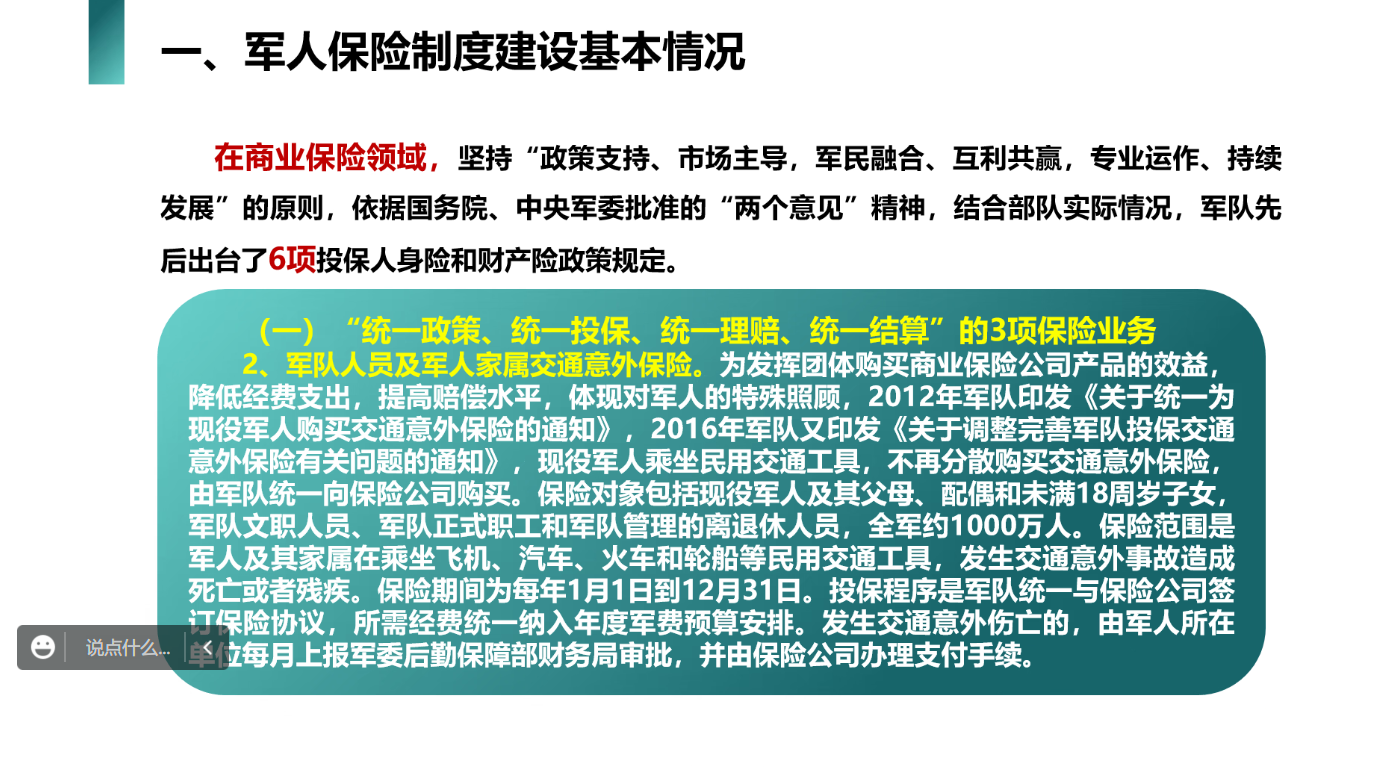 一、军人保险制度建设基本情况
在商业保险领域，坚持“政策支持、市场主导，军民融合、互利共赢，专业运作、持续
发展”的原则，依据国务院、中央军委批准的“两个意见”精神，结合部队实际情况，军队先
后出台了6项投保人身险和财产险政策规定。
（一）“统一政策、统一投保、统一理赔、统一结算”的3项保险业务
2、军队人员及军人家属交通意外保险。为发挥团体购买商业保险公司产品的效益，
降低经费支出，提高赔偿水平，体现对军人的特殊照顾，2012年军队印发《关于统一为
现役军人购买交通意外保险的通知》，2016年军队又印发《关于调整完善军队投保交通
意外保险有关问题的通知》，现役军人乘坐民用交通工具，不再分散购买交通意外保险，
由军队统一向保险公司购买。保险对象包括现役军人及其父母、配偶和未满18周岁子女，
军队文职人员、军队正式职工和军队管理的离退休人员，全军约1000万人。保险范围是
军人及其家属在乘坐飞机、汽车、火车和轮船等民用交通工具，发生交通意外事故造成
死亡或者残疾。保险期间为每年1月1日到12月31日。投保程序是军队统一与保险公司签
订保险协议，所需经费统一纳入年度军费预算安排。发生交通意外伤亡的，由军人所在
单位每月上报军委后勤保障部财务局审批，并由保险公司办理支付手续。
说点什么...